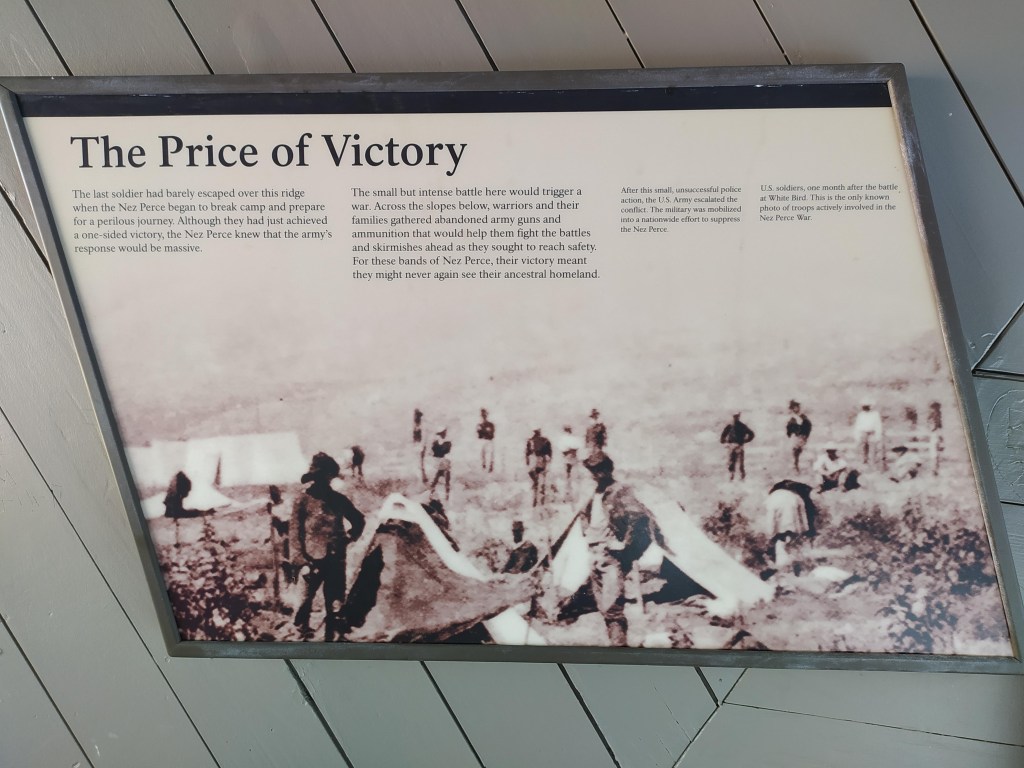 The Price of Victory
The last soldier had barely escaped over this ridge
when the Nez Perce began to break camp and prepare
for a perilous journey. Although they had just achieved
a one-sided victory, the Nez Perce knew that the army's
response would be massive.
The small but intense battle here would trigger a
war. Across the slopes below, warriors and their
families gathered abandoned army guns and
ammunition that would help them fight the battles
and skirmishes ahead as they sought to reach safety.
For these bands of Nez Perce, their victory meant
they might never again see their ancestral homeland.
After this small, unsuccessful police
action, the U.S. Army escalated the
conflict. The military was mobilized
into a nationwide effort to suppress
the Nez Perce.
U.S. soldiers, one month after the battle
at White Bird. This is the only known
photo of troops actively involved in the
Nez Perce War.